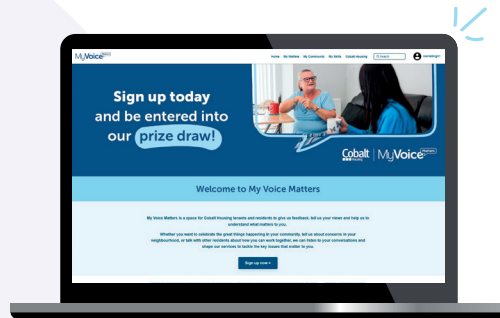 MyVoice Matters
Home My Matters My Community My Skills Cobalt Housing Search
Sign up today
and be entered into
our prize draw!
Cobalt Housing | MyVoice Matters
Welcome to My Voice Matters
My Voice Matters is a space for Cobalt Housing tenants and residents to give us feedback, tell us your views and help us to
understand what matters to you.
Whether you want to celebrate the great things happening in your community, tell us about concerns in your
neighbourhood, or talk with other residents about how you can work together, we can listen to your conversations and
shape our services to tackle the key issues that matter to you.
Sign up now >